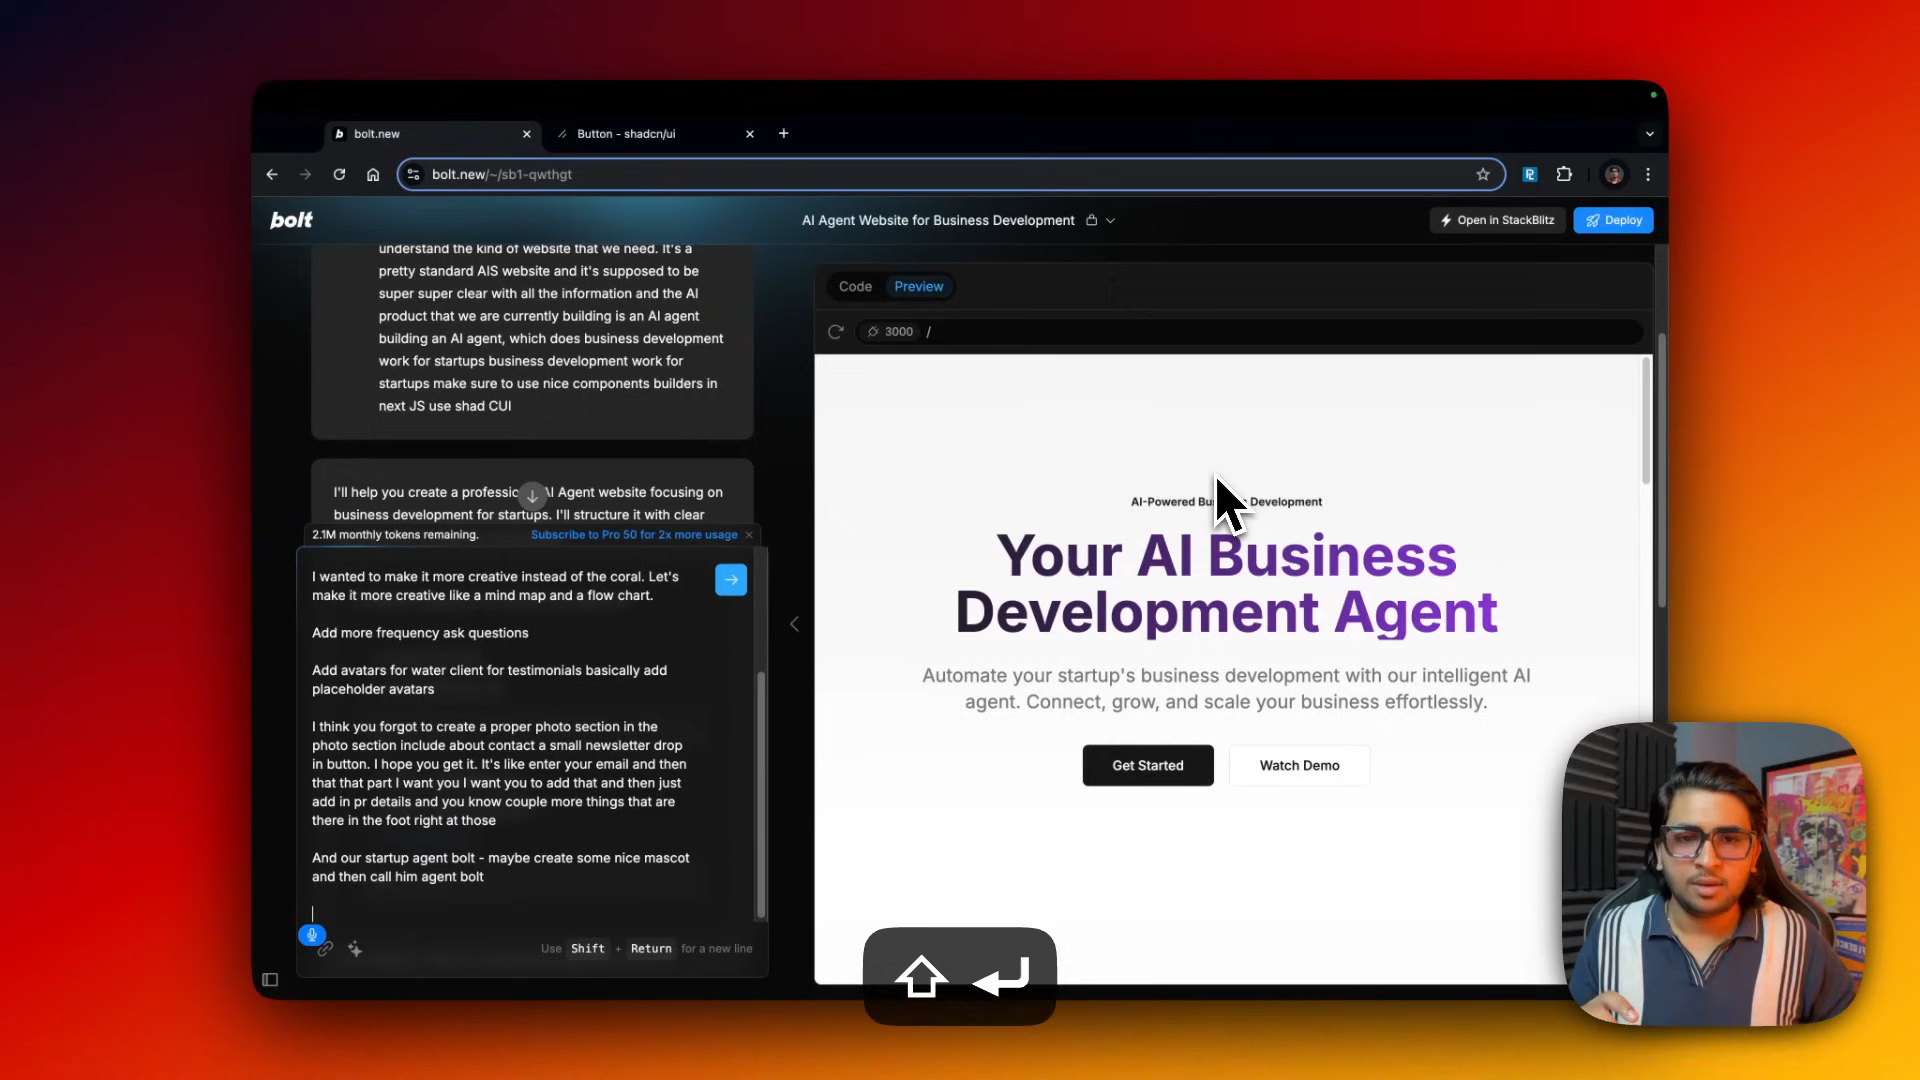 bolt.new
Button - shadcn/ui
bolt.new/~/sb1-qwthgt
bolt
AI Agent Website for Business Development
Open in StackBlitz
Deploy
understand the kind of website that we need. It's a
pretty standard AIS website and it's supposed to be
super super clear with all the information and the AI
product that we are currently building is an AI agent
building an AI agent, which does business development
work for startups business development work for
startups make sure to use nice components builders in
next JS use shad CUI
I'll help you create a AI Agent website focusing on
business development for startups. I'll structure it with clear
2.1M monthly tokens remaining.
Subscribe to Pro 50 for 2x more usage
I wanted to make it more creative instead of the coral. Let's
make it more creative like a mind map and a flow chart.
Add more frequency ask questions
Add avatars for water client for testimonials basically add
placeholder avatars
I think you forgot to create a proper photo section in the
photo section include about contact a small newsletter drop
in button. I hope you get it. It's like enter your email and then
that that part I want you I want you to add that and then just
add in pr details and you know couple more things that are
there in the foot right at those
And our startup agent bolt - maybe create some nice mascot
and then call him agent bolt
Use Shift + Return for a new line
Code
Preview
3000 /
AI-Powered Development
Your AI Business
Development Agent
Automate your startup's business development with our intelligent AI
agent. Connect, grow, and scale your business effortlessly.
Get Started
Watch Demo